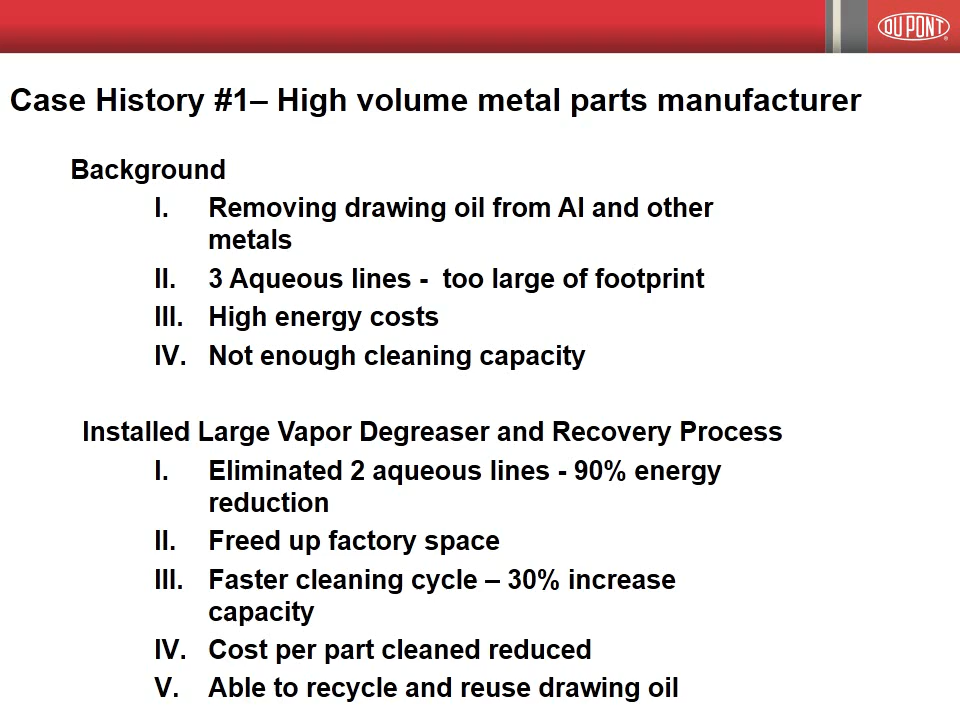 DU PONT
Case History #1– High volume metal parts manufacturer
Background
I. Removing drawing oil from Al and other
metals
II. 3 Aqueous lines -  too large of footprint
III. High energy costs
IV. Not enough cleaning capacity
Installed Large Vapor Degreaser and Recovery Process
I. Eliminated 2 aqueous lines - 90% energy
reduction
II. Freed up factory space
III. Faster cleaning cycle – 30% increase
capacity
IV. Cost per part cleaned reduced
V. Able to recycle and reuse drawing oil